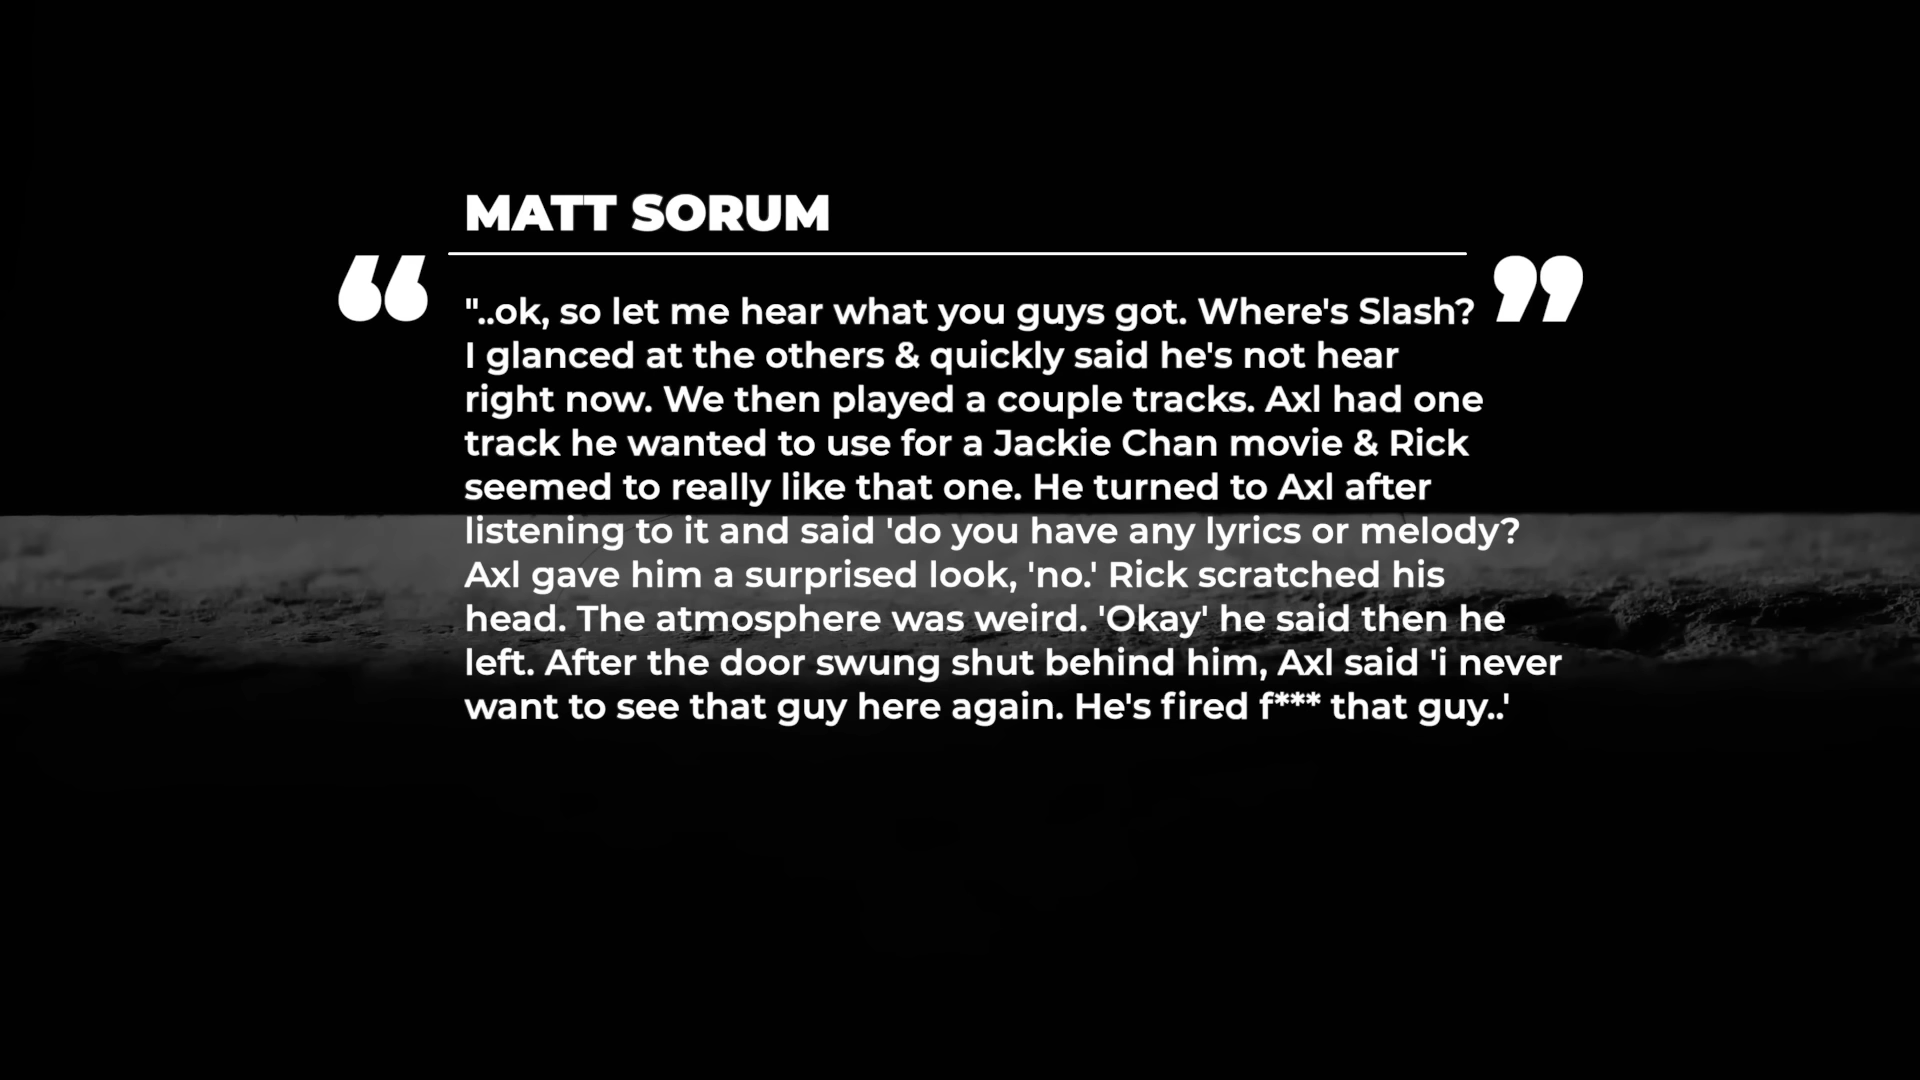 MATT SORUM
“ ”
"..ok, so let me hear what you guys got. Where's Slash?
I glanced at the others & quickly said he's not hear
right now. We then played a couple tracks. Axl had one
track he wanted to use for a Jackie Chan movie & Rick
seemed to really like that one. He turned to Axl after
listening to it and said 'do you have any lyrics or melody?
Axl gave him a surprised look, 'no.' Rick scratched his
head. The atmosphere was weird. 'Okay' he said then he
left. After the door swung shut behind him, Axl said 'i never
want to see that guy here again. He's fired f*** that guy..'